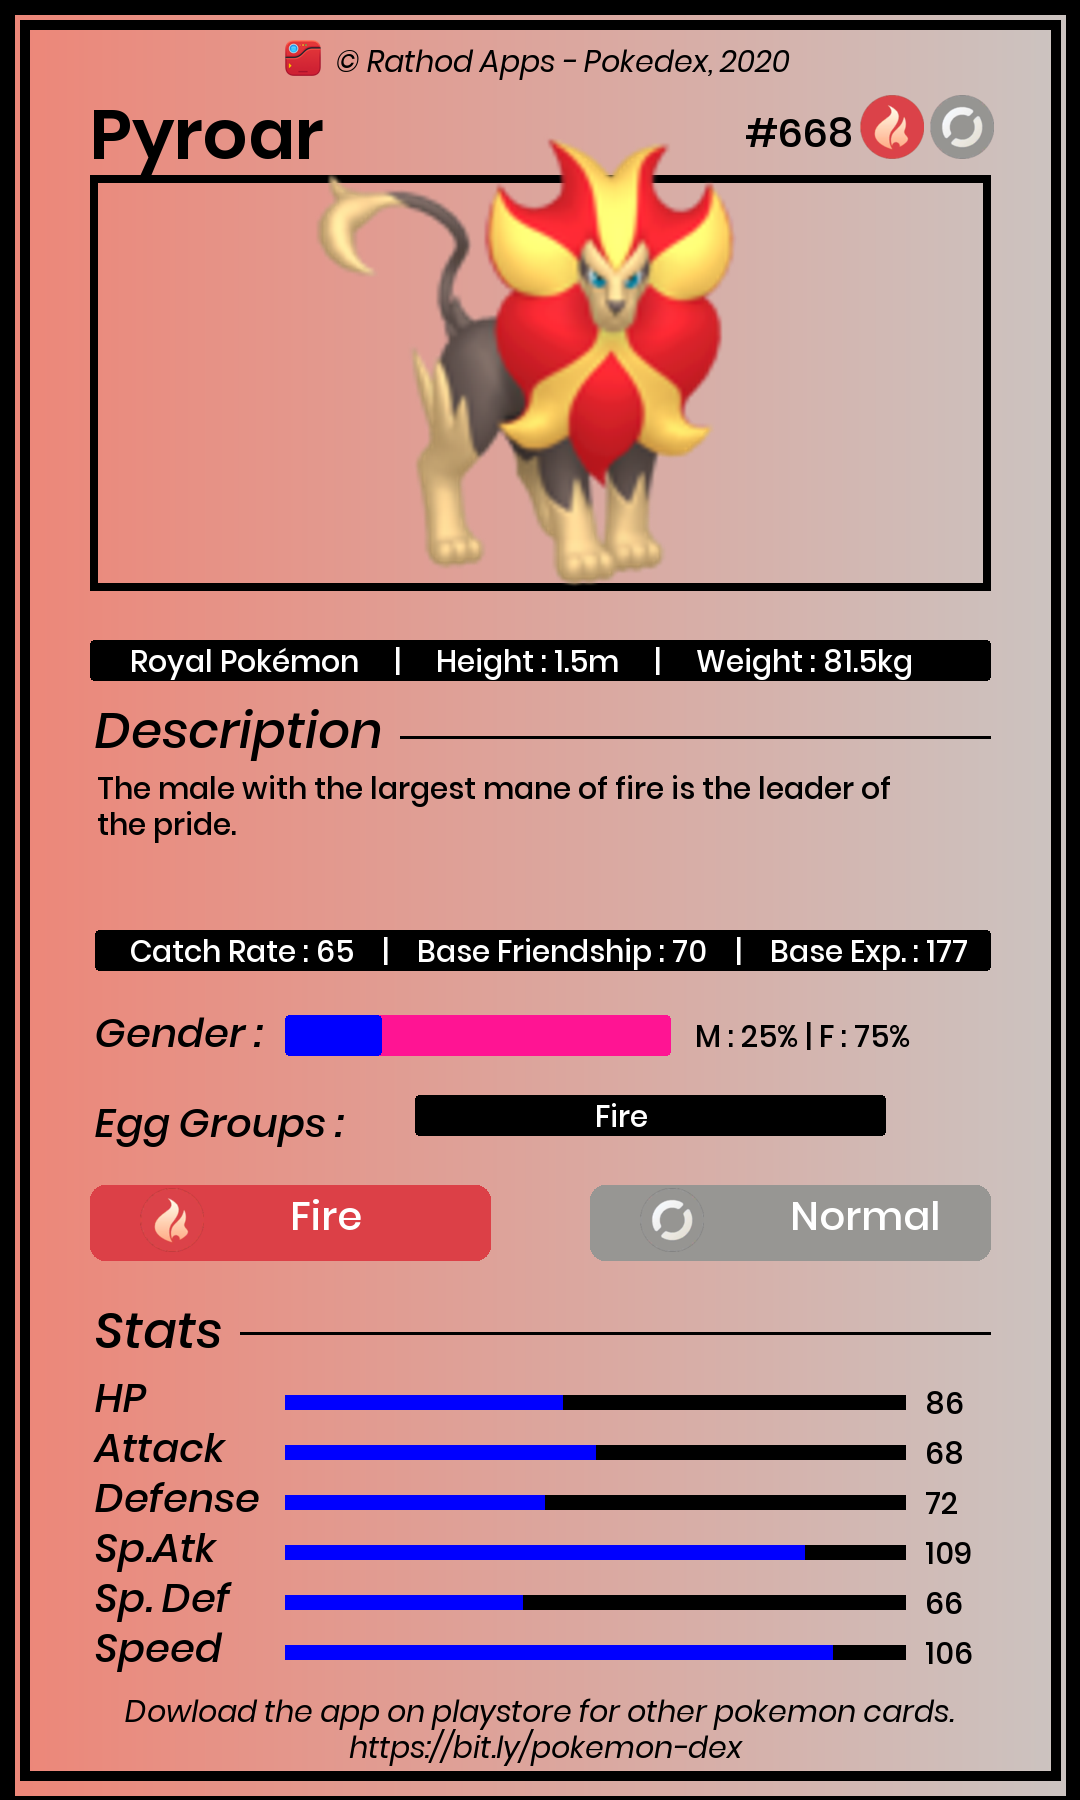 © Rathod Apps - Pokedex, 2020
Pyroar
#668
Royal Pokémon | Height : 1.5m | Weight : 81.5kg
Description
The male with the largest mane of fire is the leader of
the pride.
Catch Rate : 65 | Base Friendship : 70 | Base Exp. : 177
Gender : M : 25% | F : 75%
Egg Groups : Fire
Fire Normal
Stats
HP 86
Attack 68
Defense 72
Sp.Atk 109
Sp. Def 66
Speed 106
Dowload the app on playstore for other pokemon cards.
https://bit.ly/pokemon-dex